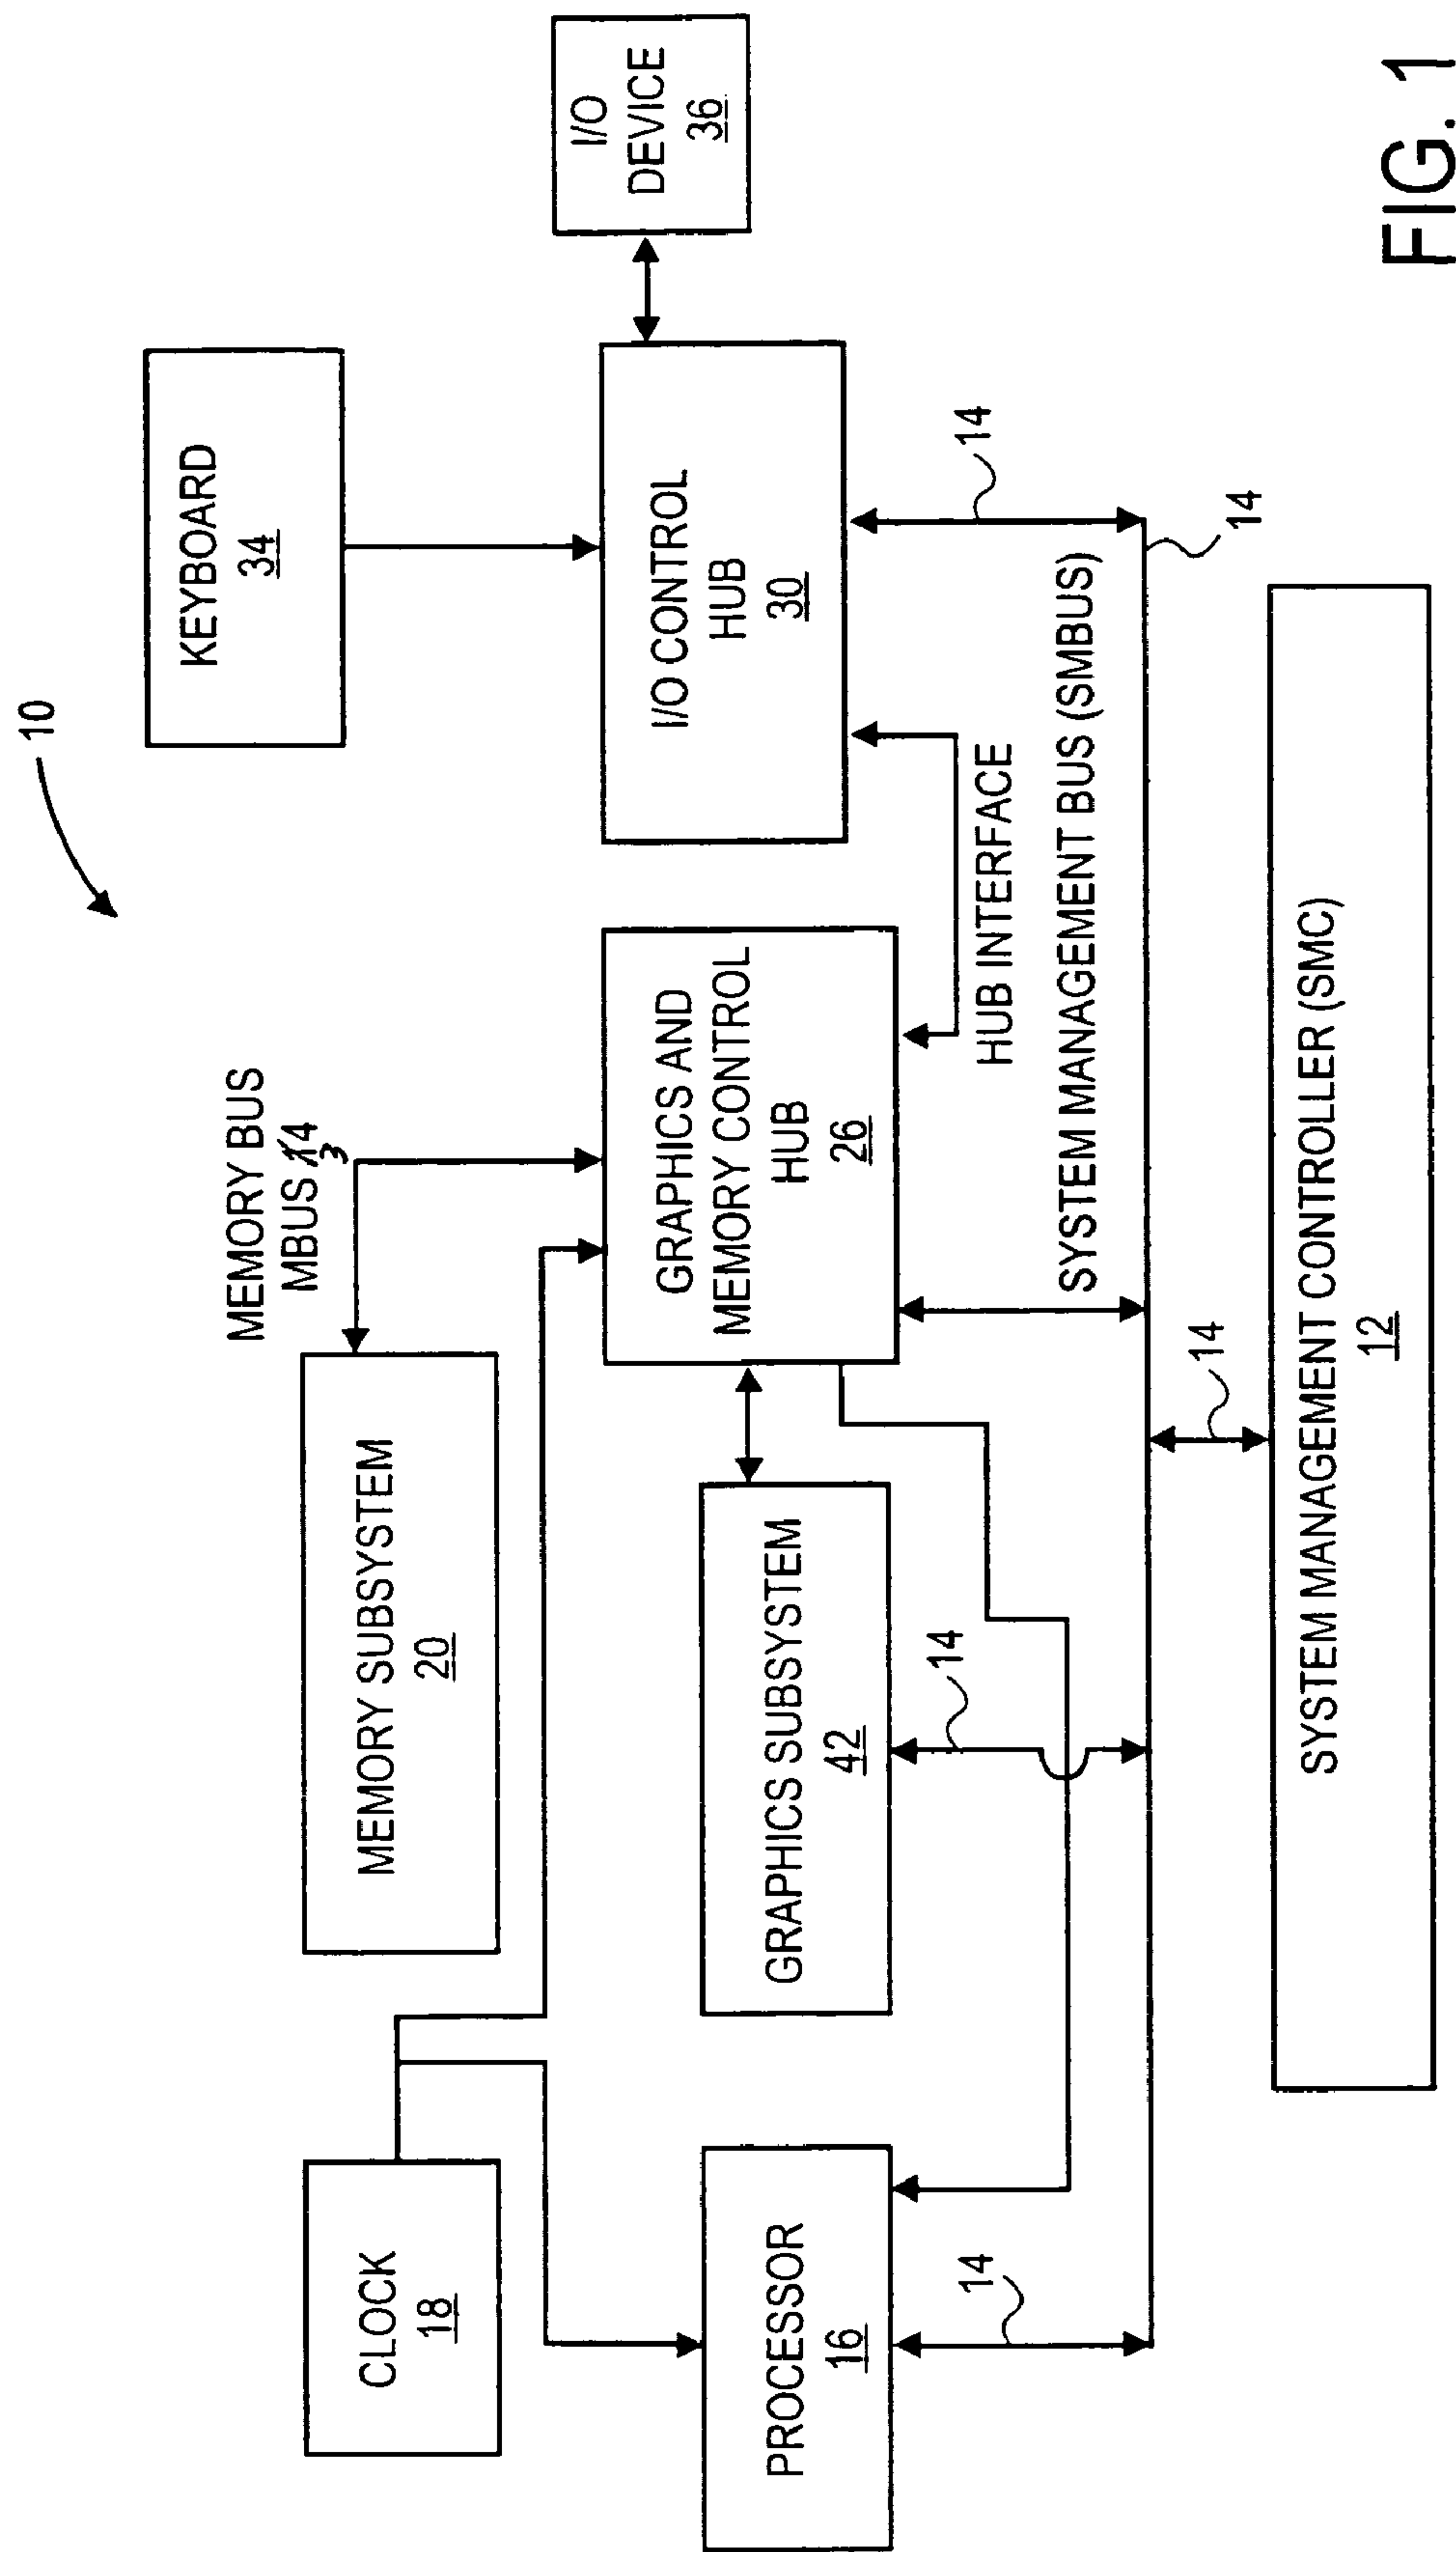 10
KEYBOARD
34
MEMORY BUS
MBUS 14
3
CLOCK
18
MEMORY SUBSYSTEM
20
I/O
DEVICE
36
PROCESSOR
16
GRAPHICS SUBSYSTEM
42
GRAPHICS AND
MEMORY CONTROL
HUB
26
I/O CONTROL
HUB
30
14
14
14
HUB INTERFACE
SYSTEM MANAGEMENT BUS (SMBUS)
14
14
SYSTEM MANAGEMENT CONTROLLER (SMC)
12
FIG. 1